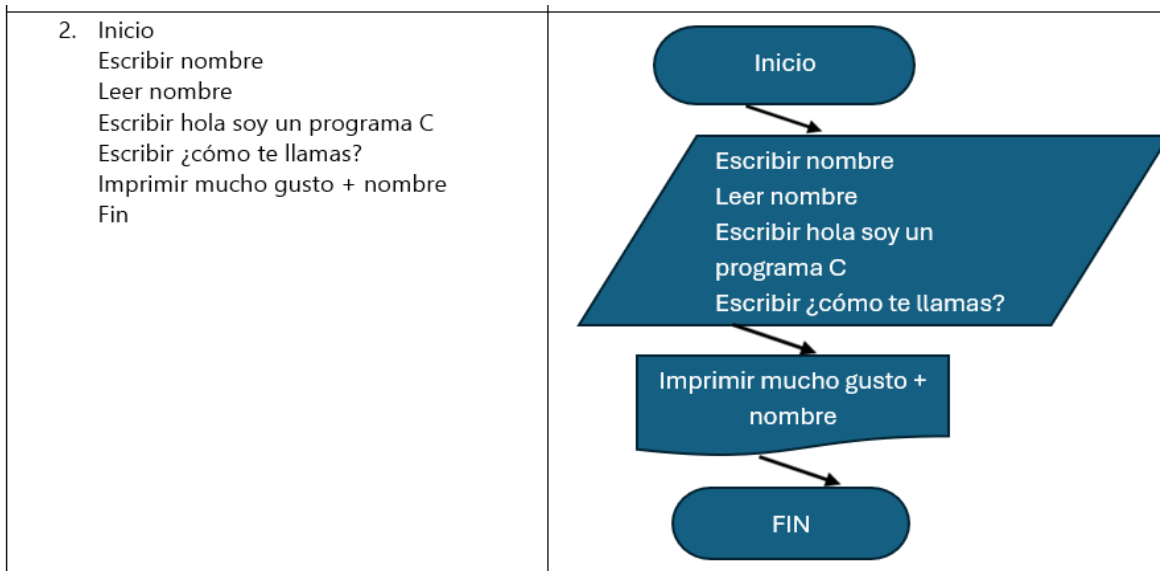 2. Inicio
Escribir nombre
Leer nombre
Escribir hola soy un programa C
Escribir ¿cómo te llamas?
Imprimir mucho gusto + nombre
Fin
Inicio
Escribir nombre
Leer nombre
Escribir hola soy un
programa C
Escribir ¿cómo te llamas?
Imprimir mucho gusto +
nombre
FIN